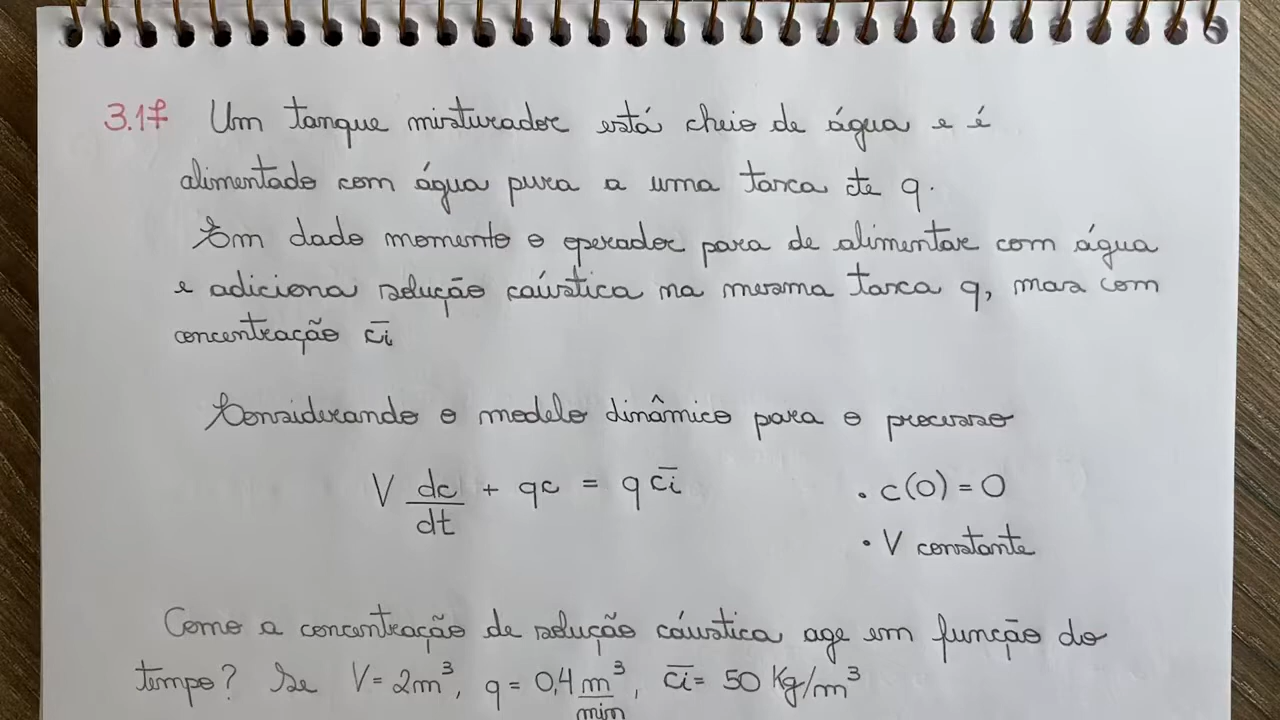 3.17 Um tanque misturador está cheio de água e é
alimentado com água pura a uma taxa de q.
Em dado momento o operador para de alimentar com água
e adiciona solução caústica na mesma taxa q, mas com
concentração c̄i
Considerando o modelo dinâmico para o processo
V dc/dt + qc = q c̄i
• c(0) = 0
• V constante
Como a concentração de solução cáustica age em função do
tempo? Se V = 2m³, q = 0,4 m³/min, c̄i = 50 Kg/m³